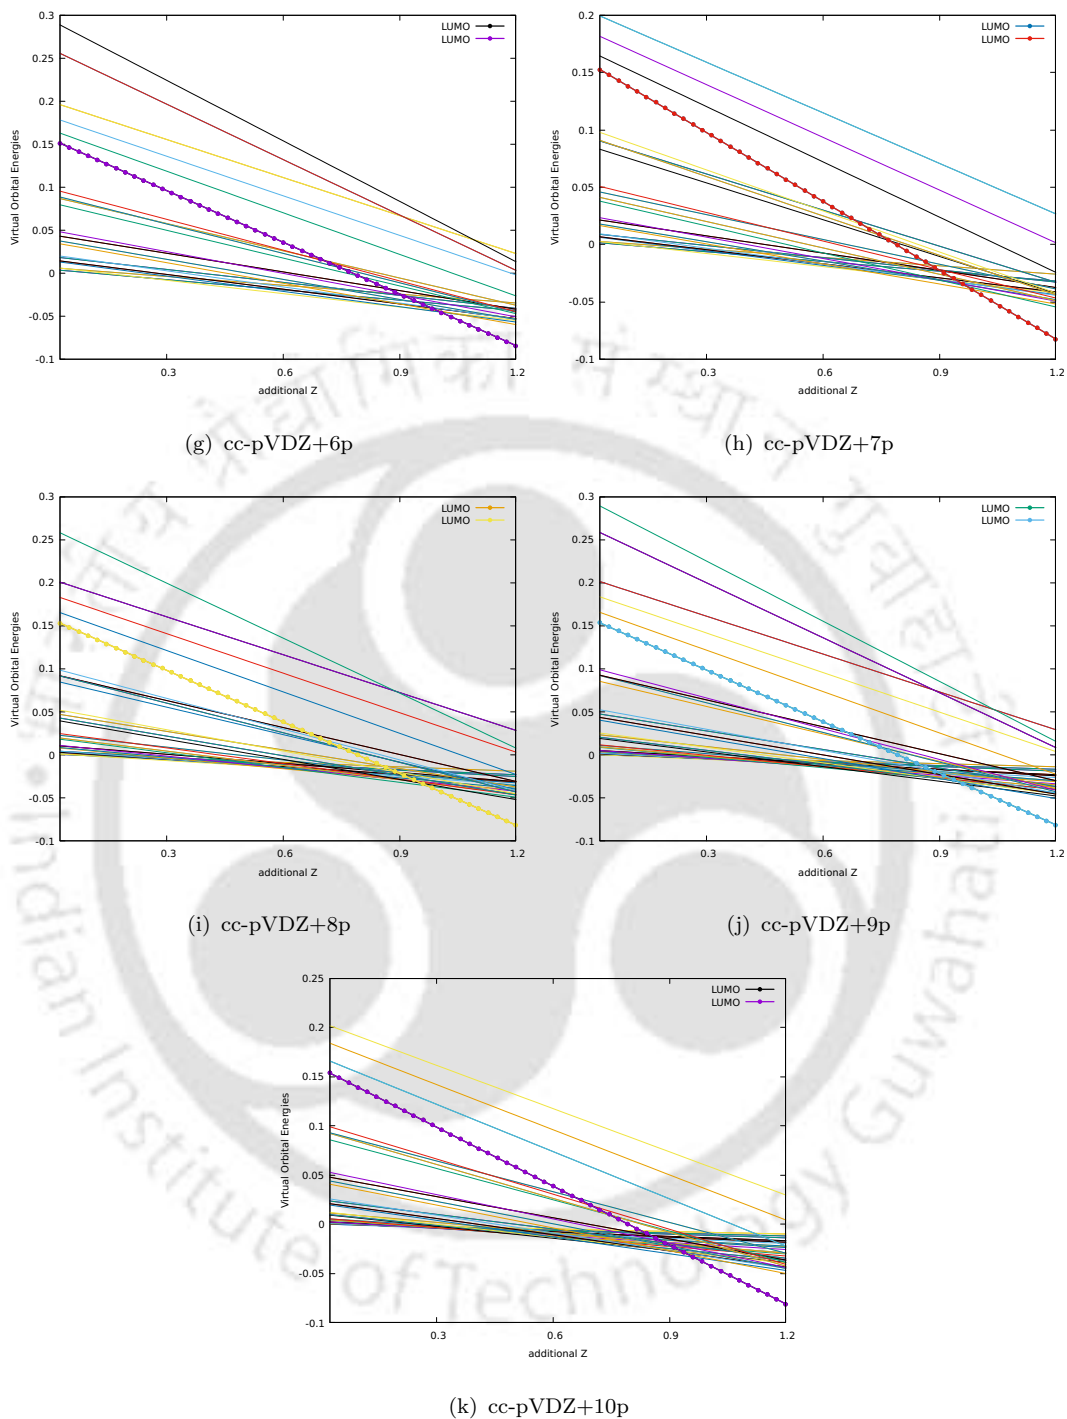 0.3
0.25
0.2
0.15
0.1
0.05
0
-0.05
-0.1
0.3 0.6 0.9 1.2
Virtual Orbital Energies
additional Z
LUMO
LUMO
(g) cc-pVDZ+6p
0.2
0.15
0.1
0.05
0
-0.05
-0.1
0.3 0.6 0.9 1.2
Virtual Orbital Energies
additional Z
LUMO
LUMO
(h) cc-pVDZ+7p
0.3
0.25
0.2
0.15
0.1
0.05
0
-0.05
-0.1
0.3 0.6 0.9 1.2
Virtual Orbital Energies
additional Z
LUMO
LUMO
(i) cc-pVDZ+8p
0.3
0.25
0.2
0.15
0.1
0.05
0
-0.05
-0.1
0.3 0.6 0.9 1.2
Virtual Orbital Energies
additional Z
LUMO
LUMO
(j) cc-pVDZ+9p
0.25
0.2
0.15
0.1
0.05
0
-0.05
-0.1
0.3 0.6 0.9 1.2
Virtual Orbital Energies
additional Z
LUMO
LUMO
(k) cc-pVDZ+10p
Indian Institute of Technology Guwahati